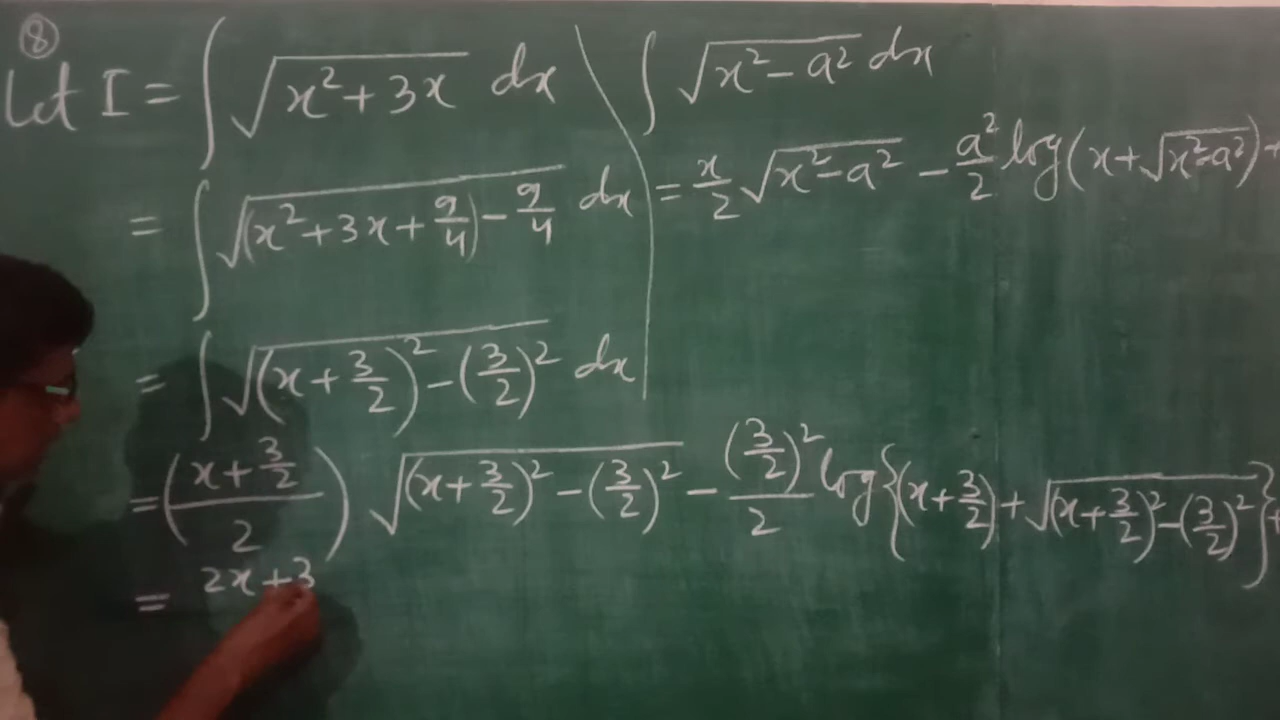 ⑧
Let I = ∫ √(x² + 3x) dx
= ∫ √((x² + 3x + 9/4) − 9/4) dx
= ∫ √((x + 3/2)² − (3/2)²) dx
∫ √(x² − a²) dx
= x/2 √(x² − a²) − a²/2 log(x + √(x² − a²)) +
= ((x + 3/2)/2) √((x + 3/2)² − (3/2)²) − (3/2)²/2 log{(x + 3/2) + √((x + 3/2)² − (3/2)²)} +
= 2x + 3